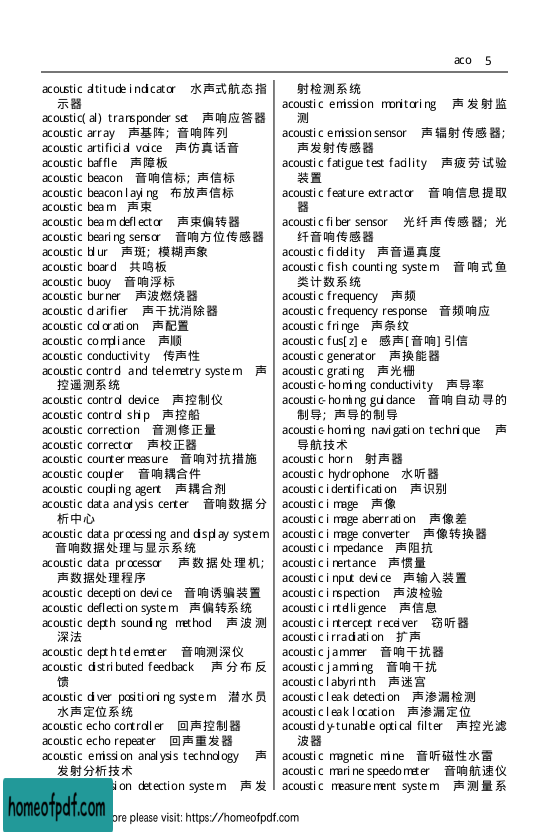 aco 5
acoustic altitude indicator 水声式航态指
示器
acoustic(al) transponder set 声响应答器
acoustic array 声基阵; 音响阵列
acoustic artificial voice 声仿真话音
acoustic baffle 声障板
acoustic beacon 音响信标; 声信标
acoustic beacon laying 布放声信标
acoustic beam 声束
acoustic beam deflector 声束偏转器
acoustic bearing sensor 音响方位传感器
acoustic blur 声斑; 模糊声象
acoustic board 共鸣板
acoustic buoy 音响浮标
acoustic burner 声波燃烧器
acoustic clarifier 声干扰消除器
acoustic coloration 声配置
acoustic compliance 声顺
acoustic conductivity 传声性
acoustic control and telemetry system 声
控遥测系统
acoustic control device 声控制仪
acoustic control ship 声控船
acoustic correction 音测修正量
acoustic corrector 声校正器
acoustic countermeasure 音响对抗措施
acoustic coupler 音响耦合件
acoustic coupling agent 声耦合剂
acoustic data analysis center 音响数据分
析中心
acoustic data processing and display system
音响数据处理与显示系统
acoustic data processor 声数据处理机;
声数据处理程序
acoustic deception device 音响诱骗装置
acoustic deflection system 声偏转系统
acoustic depth sounding method 声波测
深法
acoustic depth telemeter 音响测深仪
acoustic distributed feedback 声分布反
馈
acoustic diver positioning system 潜水员
水声定位系统
acoustic echo controller 回声控制器
acoustic echo repeater 回声重发器
acoustic emission analysis technology 声
发射分析技术
ion detection system 声发
射检测系统
acoustic emission monitoring 声发射监
测
acoustic emission sensor 声辐射传感器;
声发射传感器
acoustic fatigue test facility 声疲劳试验
装置
acoustic feature extractor 音响信息提取
器
acoustic fiber sensor 光纤声传感器; 光
纤音响传感器
acoustic fidelity 声音逼真度
acoustic fish counting system 音响式鱼
类计数系统
acoustic frequency 声频
acoustic frequency response 音频响应
acoustic fringe 声条纹
acoustic fus[z]e 感声[音响]引信
acoustic generator 声换能器
acoustic grating 声光栅
acoustic-homing conductivity 声导率
acoustic-homing guidance 音响自动寻的
制导; 声导的制导
acoustic-homing navigation technique 声
导航技术
acoustic horn 射声器
acoustic hydrophone 水听器
acoustic identification 声识别
acoustic image 声像
acoustic image aberration 声像差
acoustic image converter 声像转换器
acoustic impedance 声阻抗
acoustic inertance 声惯量
acoustic input device 声输入装置
acoustic inspection 声波检验
acoustic intelligence 声信息
acoustic intercept receiver 窃听器
acoustic irradiation 扩声
acoustic jammer 音响干扰器
acoustic jamming 音响干扰
acoustic labyrinth 声迷宫
acoustic leak detection 声渗漏检测
acoustic leak location 声渗漏定位
acoustically-tunable optical filter 声控光滤
波器
acoustic magnetic mine 音听磁性水雷
acoustic marine speedometer 音响航速仪
acoustic measurement system 声测量系
homeofpdf.com
ore please visit: https://homeofpdf.com